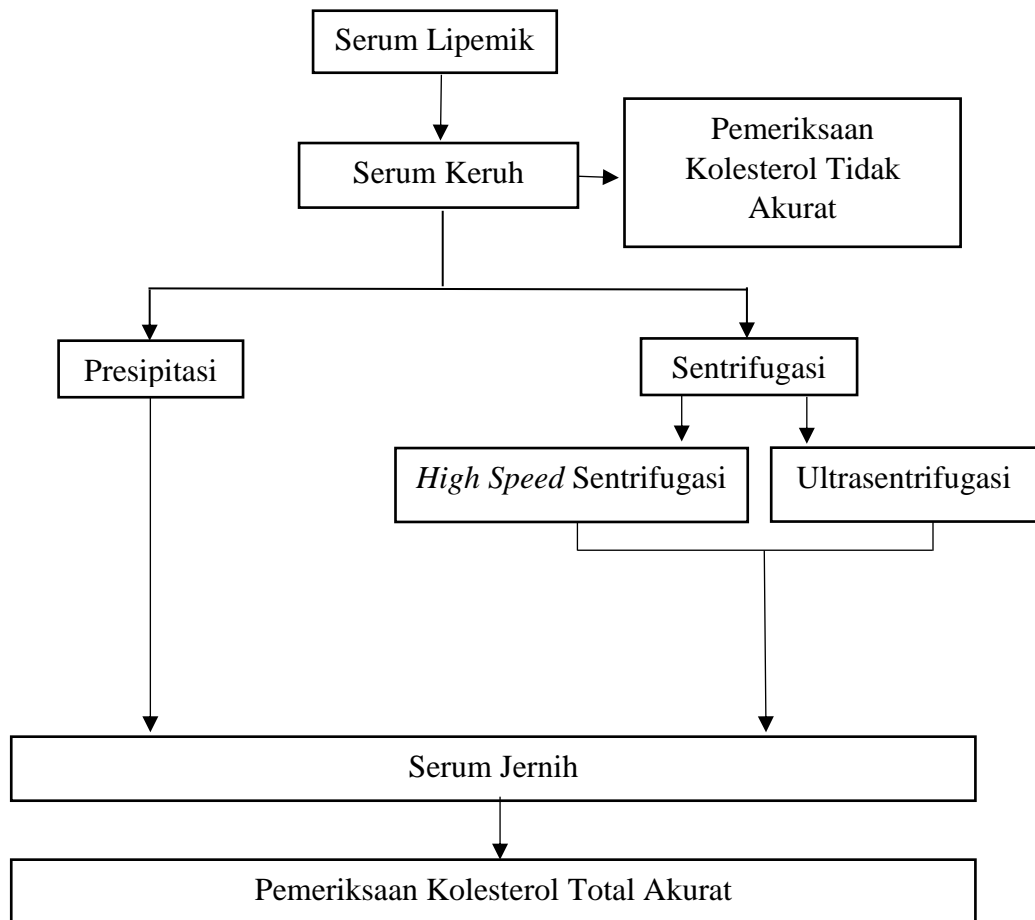 Serum Lipemik
Serum Keruh
Pemeriksaan
Kolesterol Tidak
Akurat
Presipitasi
Sentrifugasi
High Speed Sentrifugasi
Ultrasentrifugasi
Serum Jernih
Pemeriksaan Kolesterol Total Akurat